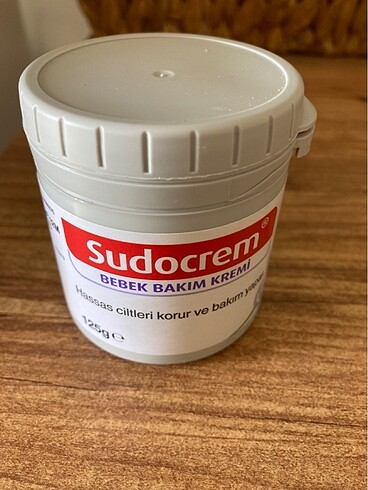 Sudocrem®
BEBEK BAKIM KREMİ
Hassas ciltleri korur ve bakım yapar
125g ℮